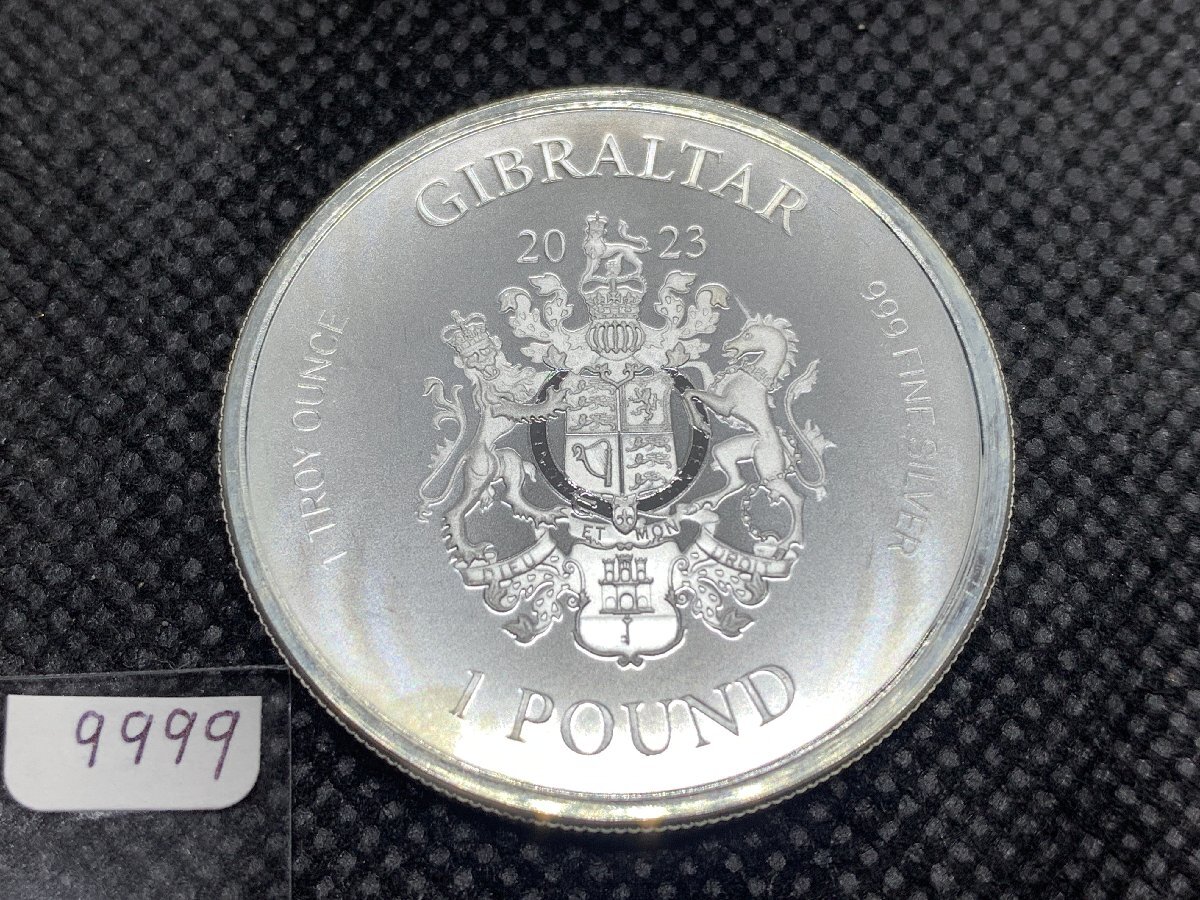 GIBRALTAR
2023
1 TROY OUNCE
999 FINE SILVER
ET MON
DIEU DROIT
1 POUND
9999